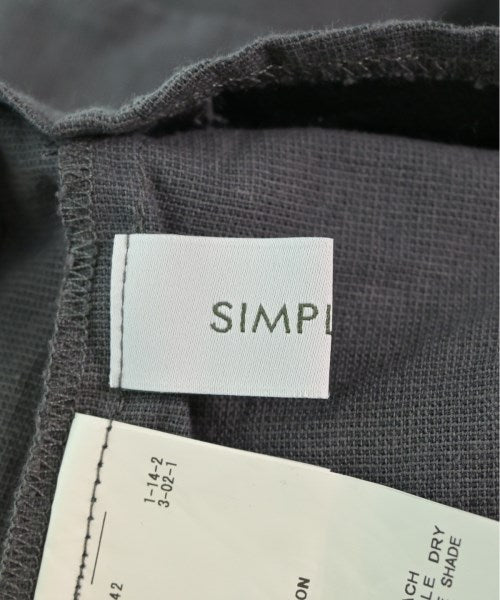 SIMPL
1-14-2
3-02-1
42
ON
ACH
LE DRY
E SHADE